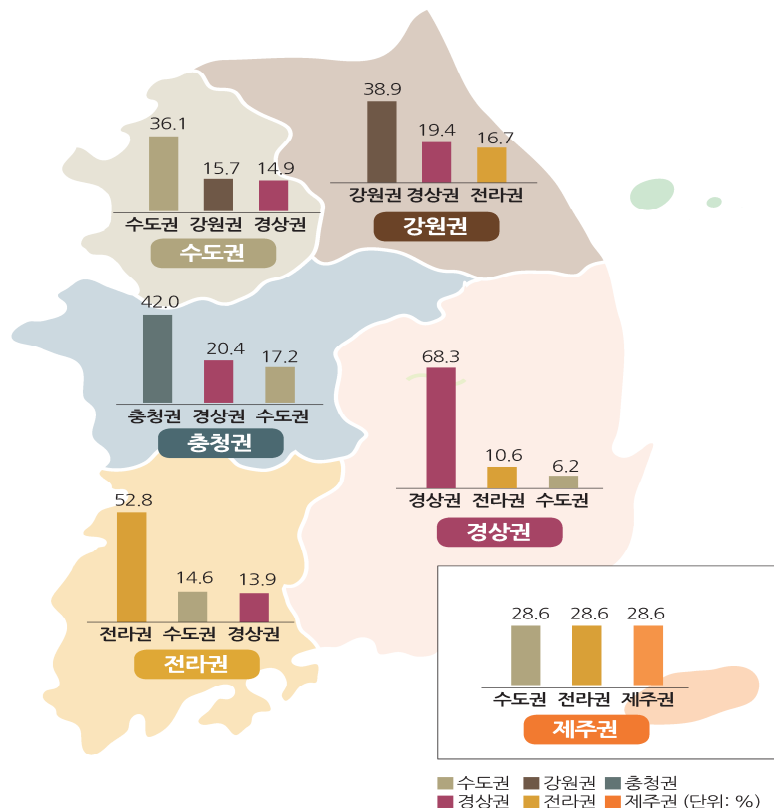 36.1
15.7
14.9
수도권 강원권 경상권
수도권
38.9
19.4
16.7
강원권 경상권 전라권
강원권
42.0
20.4
17.2
충청권 경상권 수도권
충청권
68.3
10.6
6.2
경상권 전라권 수도권
경상권
52.8
14.6
13.9
전라권 수도권 경상권
전라권
28.6 28.6 28.6
수도권 전라권 제주권
제주권
수도권 강원권 충청권
경상권 전라권 제주권 (단위: %)